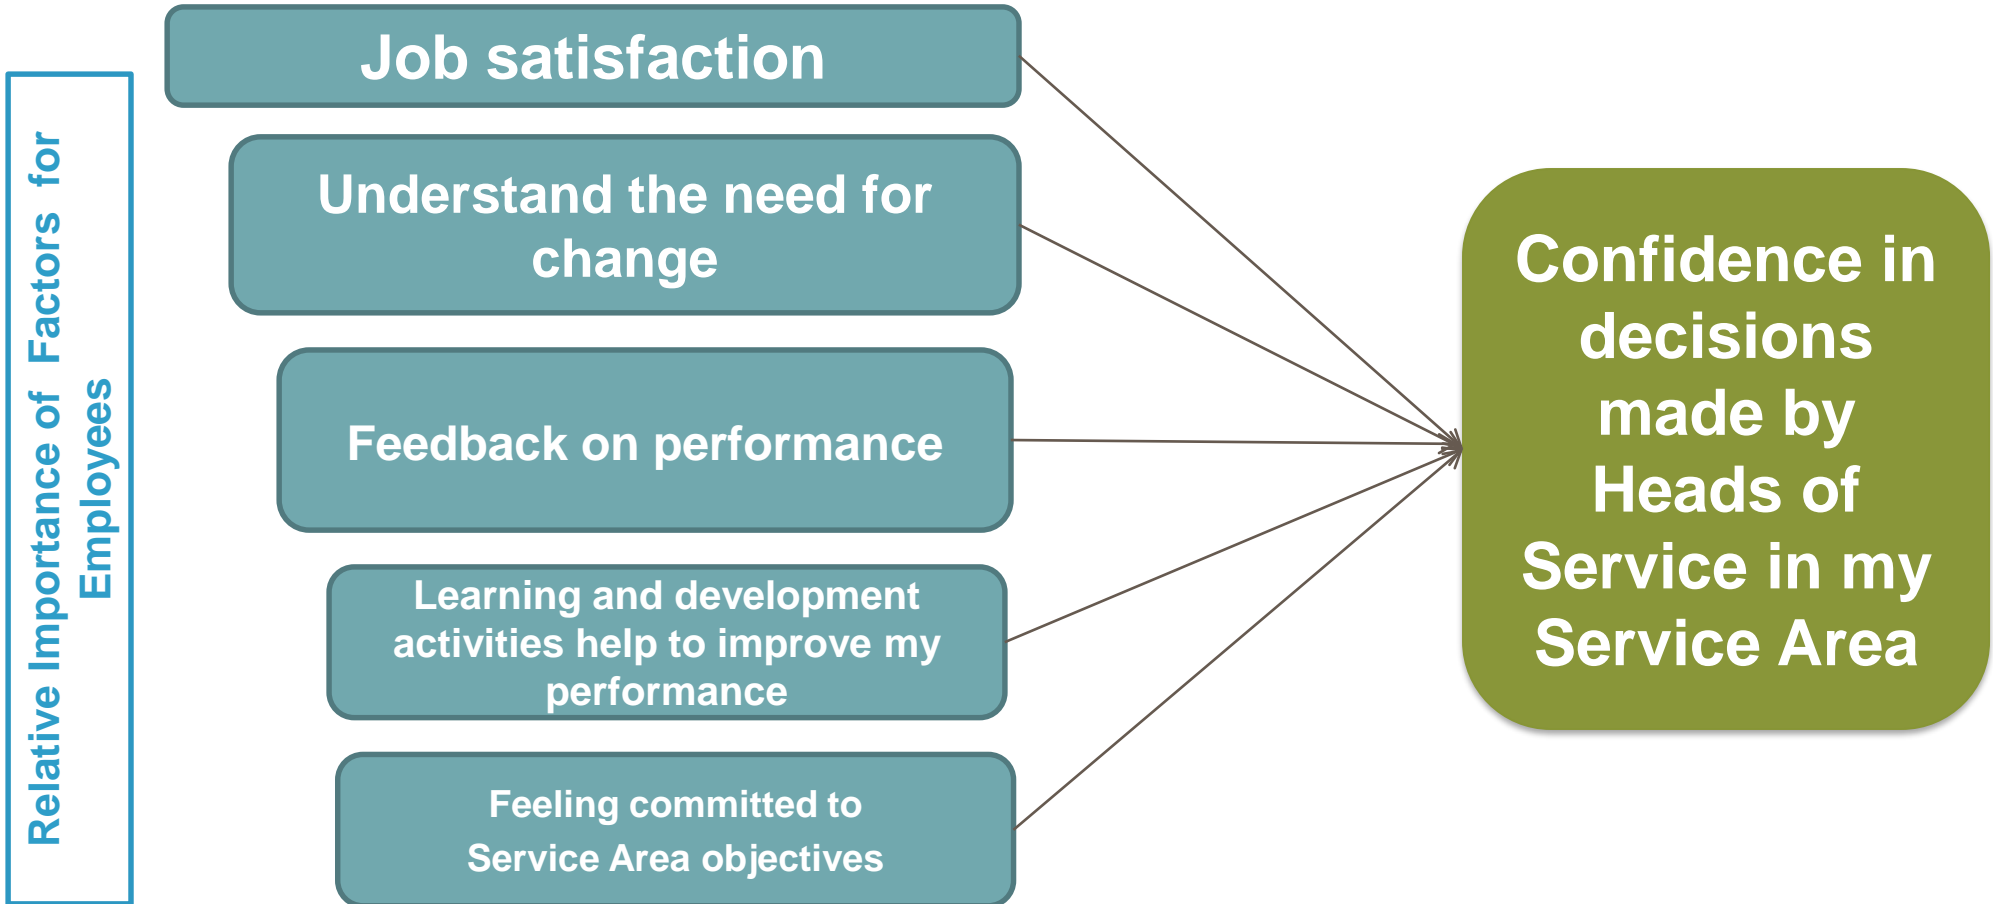 Relative Importance of Factors for
Employees
Job satisfaction
Understand the need for
change
Feedback on performance
Learning and development
activities help to improve my
performance
Feeling committed to
Service Area objectives
Confidence in
decisions
made by
Heads of
Service in my
Service Area